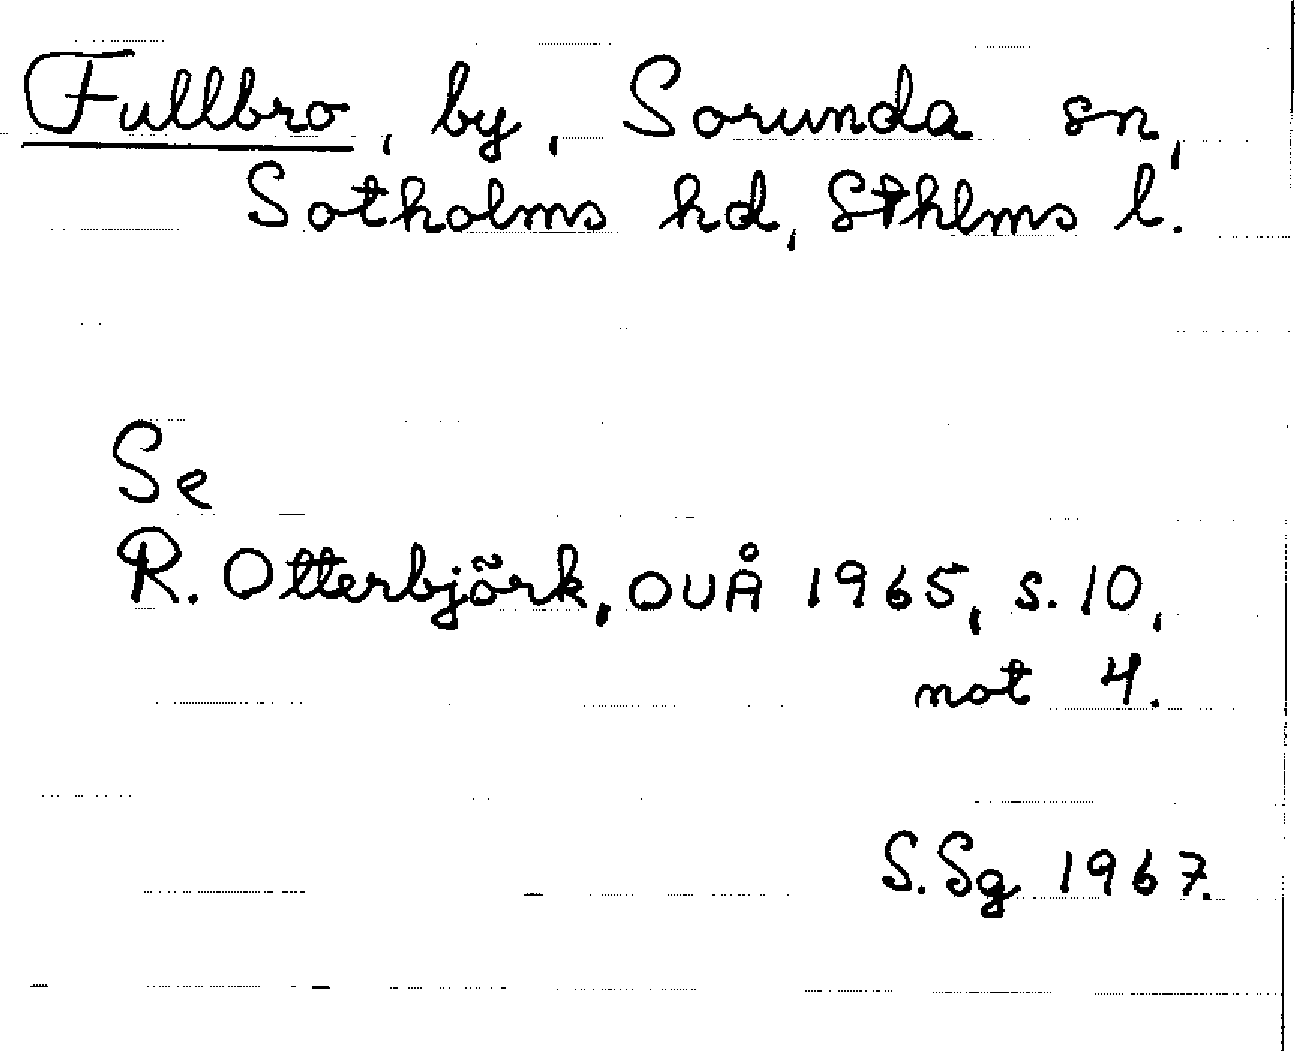 Fullbro, by, Sorunda sn,
Sotholms hd, Sthlms l.
Se
R. Otterbjörk, OUÅ 1965, s. 10,
not 4.
S. Sg 1967.